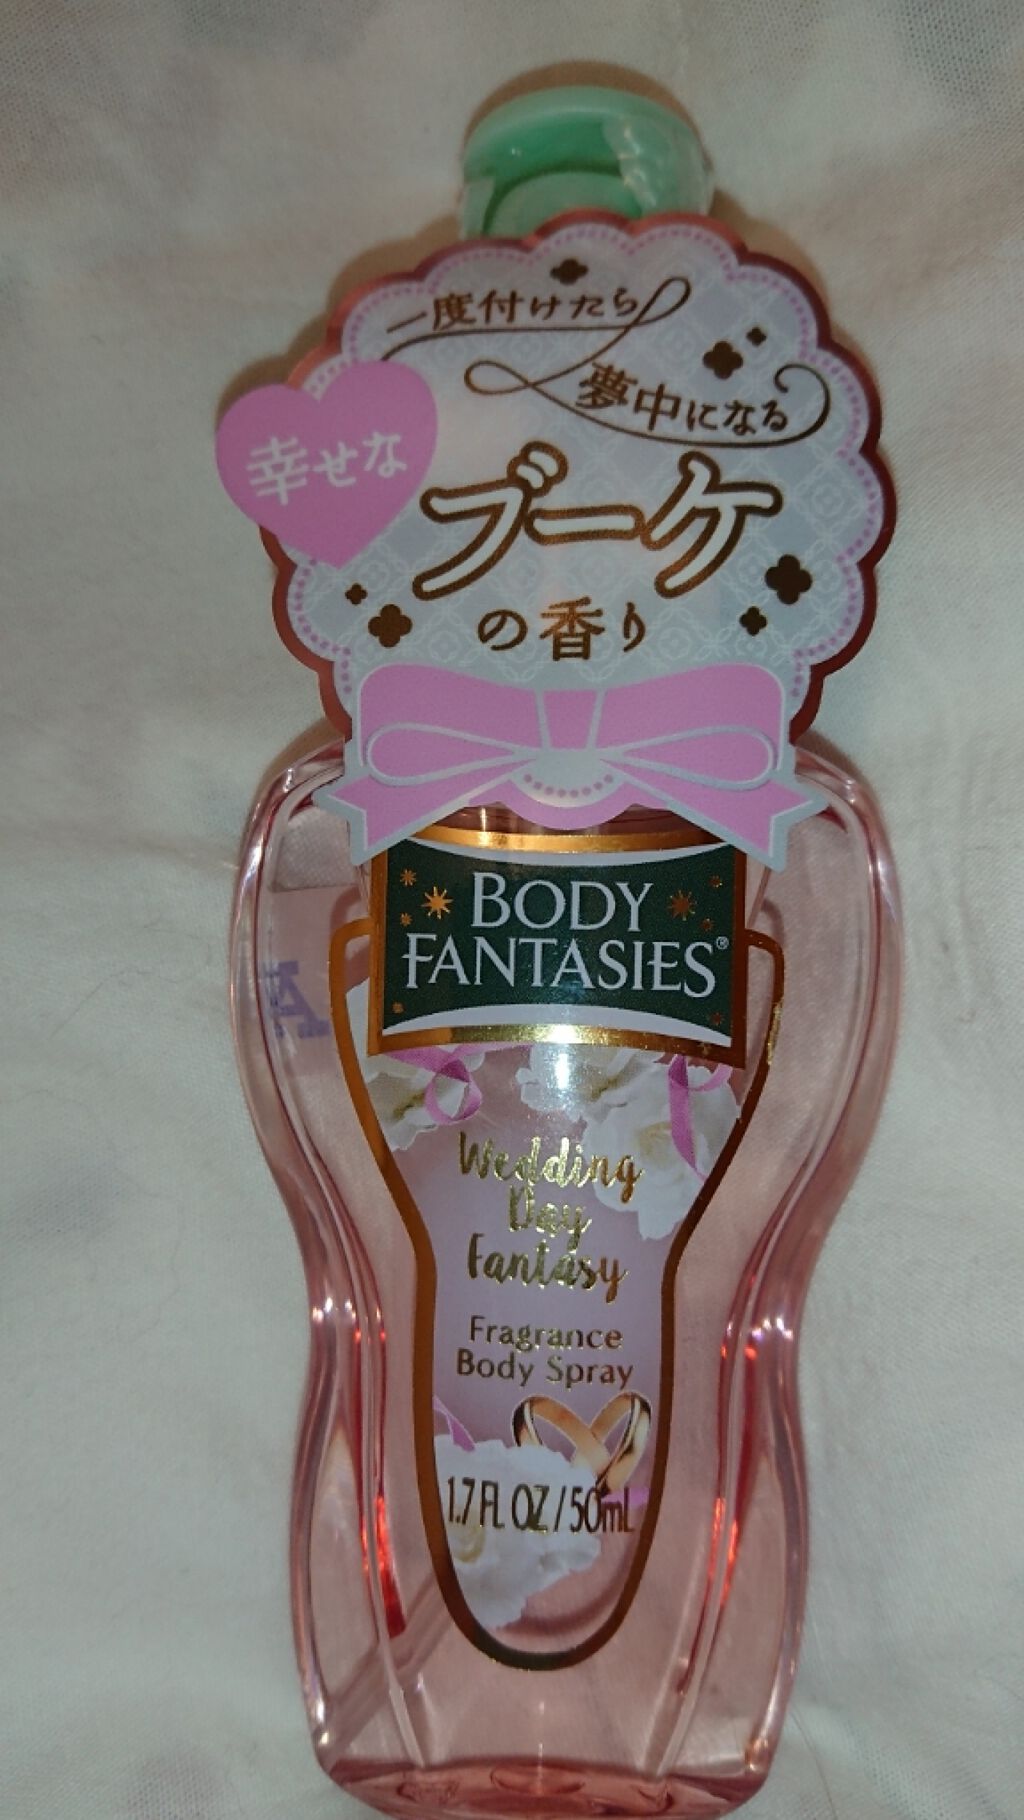 一度付けたら
夢中になる
幸せな
ブーケ
の香り
BODY
FANTASIES®
Wedding
Day
Fantasy
Fragrance
Body Spray
1.7 FL OZ / 50mL